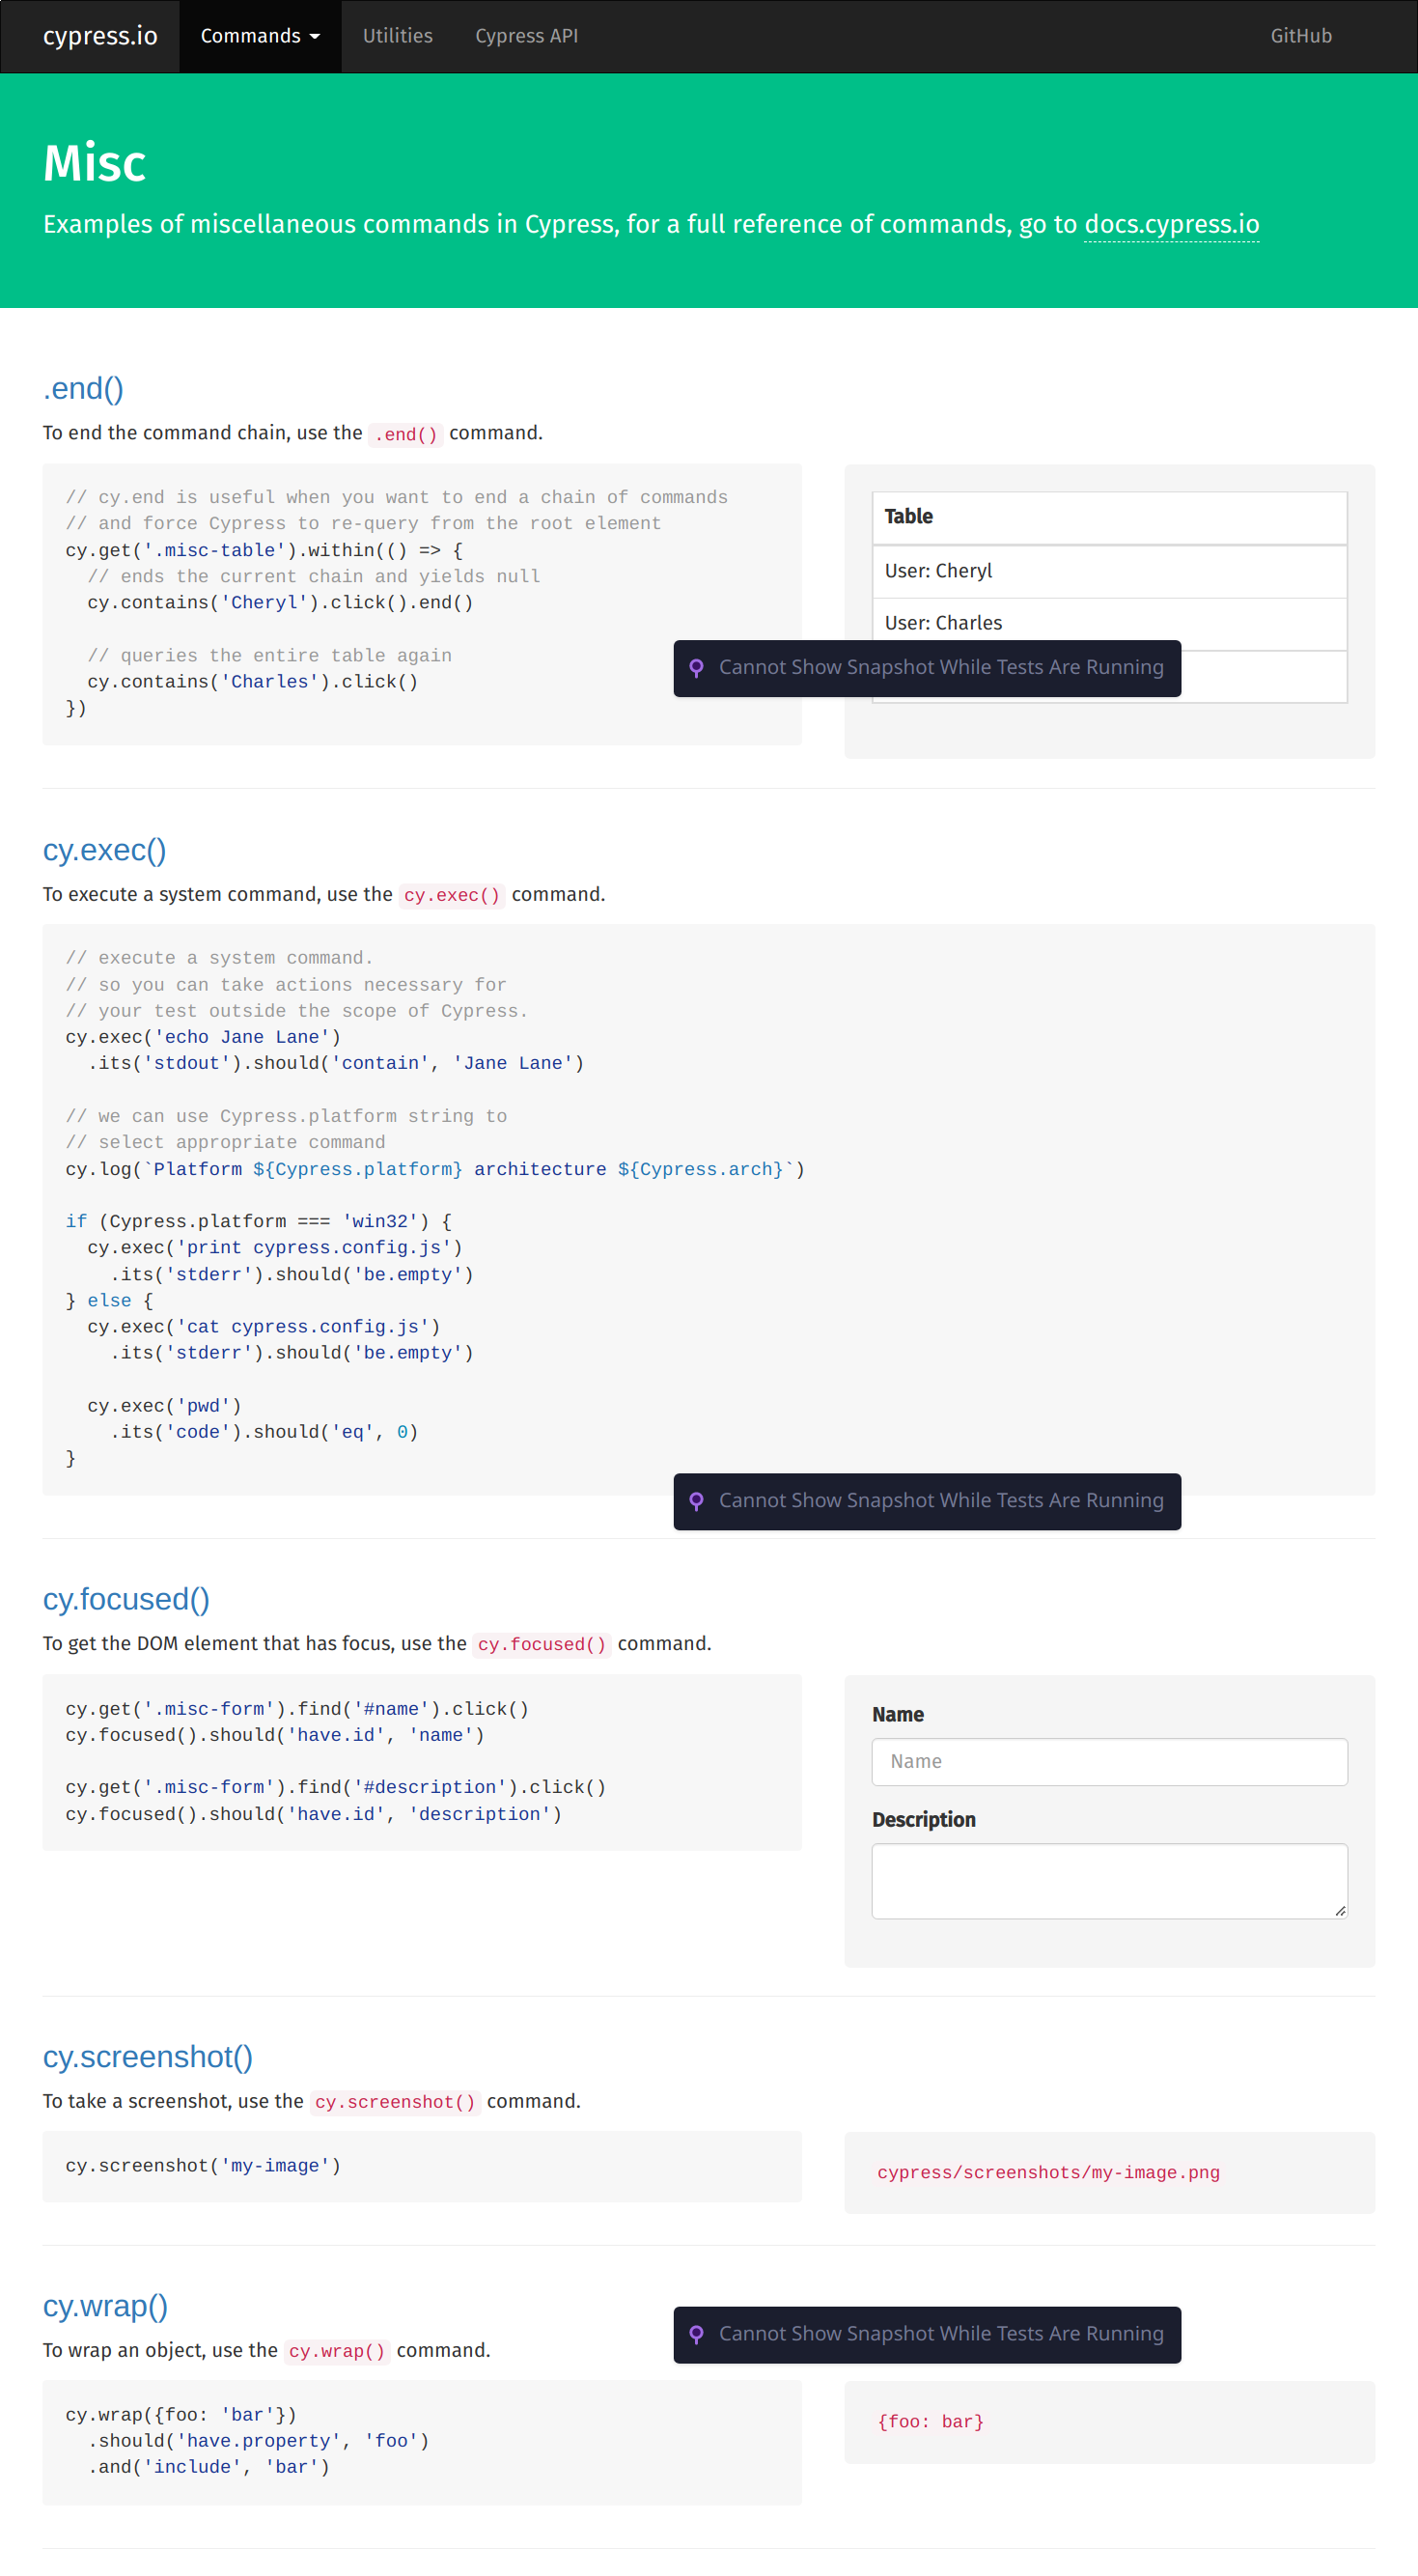 cypress.io Commands Utilities Cypress API GitHub
Misc
Examples of miscellaneous commands in Cypress, for a full reference of commands, go to docs.cypress.io
.end()
To end the command chain, use the .end() command.
// cy.end is useful when you want to end a chain of commands
// and force Cypress to re-query from the root element
cy.get('.misc-table').within(() => {
  // ends the current chain and yields null
  cy.contains('Cheryl').click().end()

  // queries the entire table again
  cy.contains('Charles').click()
})
Table
User: Cheryl
User: Charles
Cannot Show Snapshot While Tests Are Running
cy.exec()
To execute a system command, use the cy.exec() command.
// execute a system command.
// so you can take actions necessary for
// your test outside the scope of Cypress.
cy.exec('echo Jane Lane')
  .its('stdout').should('contain', 'Jane Lane')

// we can use Cypress.platform string to
// select appropriate command
cy.log(`Platform ${Cypress.platform} architecture ${Cypress.arch}`)

if (Cypress.platform === 'win32') {
  cy.exec('print cypress.config.js')
    .its('stderr').should('be.empty')
} else {
  cy.exec('cat cypress.config.js')
    .its('stderr').should('be.empty')

  cy.exec('pwd')
    .its('code').should('eq', 0)
}
Cannot Show Snapshot While Tests Are Running
cy.focused()
To get the DOM element that has focus, use the cy.focused() command.
cy.get('.misc-form').find('#name').click()
cy.focused().should('have.id', 'name')

cy.get('.misc-form').find('#description').click()
cy.focused().should('have.id', 'description')
Name
Name
Description
cy.screenshot()
To take a screenshot, use the cy.screenshot() command.
cy.screenshot('my-image')
cypress/screenshots/my-image.png
cy.wrap()
Cannot Show Snapshot While Tests Are Running
To wrap an object, use the cy.wrap() command.
cy.wrap({foo: 'bar'})
  .should('have.property', 'foo')
  .and('include', 'bar')
{foo: bar}